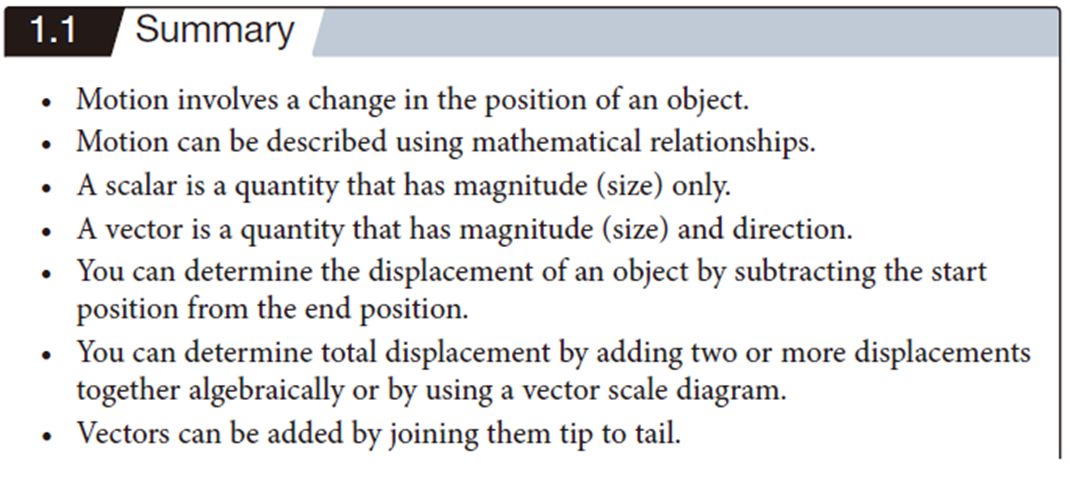 1.1 Summary
• Motion involves a change in the position of an object.
• Motion can be described using mathematical relationships.
• A scalar is a quantity that has magnitude (size) only.
• A vector is a quantity that has magnitude (size) and direction.
• You can determine the displacement of an object by subtracting the start
position from the end position.
• You can determine total displacement by adding two or more displacements
together algebraically or by using a vector scale diagram.
• Vectors can be added by joining them tip to tail.